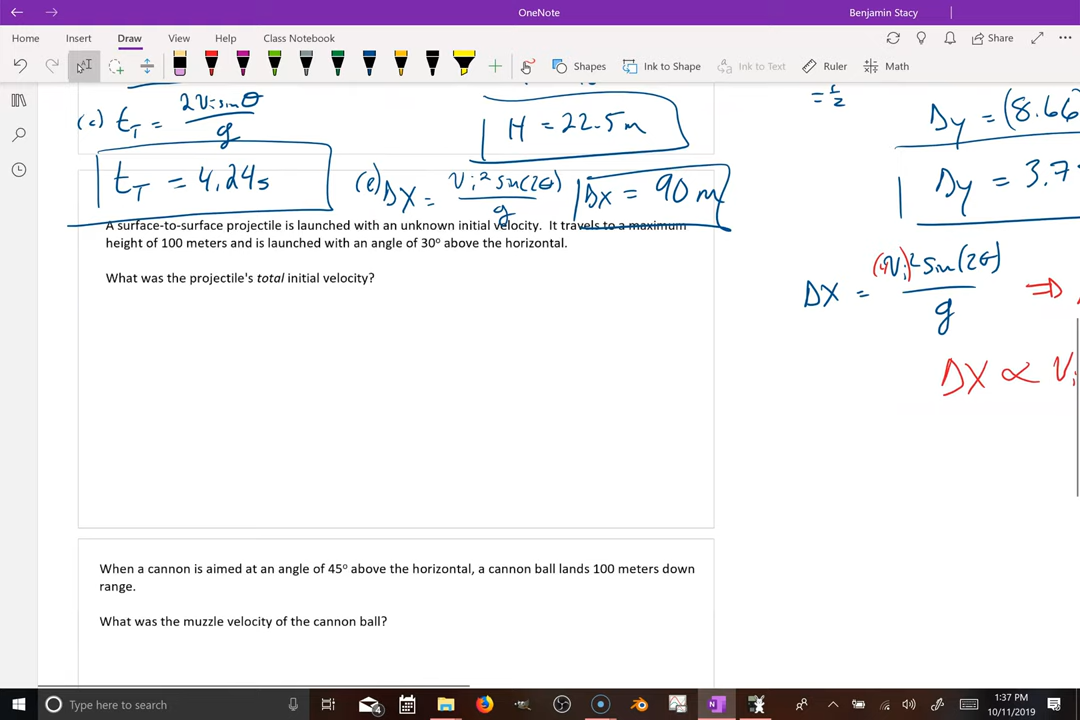 OneNote
Benjamin Stacy
Home Insert Draw View Help Class Notebook
Share
Shapes Ink to Shape Ink to Text Ruler Math
(c) t_T = 2Visinθ / g
H = 22.5m
Δy = (8.66
t_T = 4.24s
(e) ΔX = Vi² sin(2θ) / g
ΔX = 90 m
Δy = 3.7
A surface-to-surface projectile is launched with an unknown initial velocity. It travels to a maximum
height of 100 meters and is launched with an angle of 30° above the horizontal.
What was the projectile's total initial velocity?
ΔX = Vi² sin(2θ) / g ⇒
ΔX ∝ Vi
When a cannon is aimed at an angle of 45° above the horizontal, a cannon ball lands 100 meters down
range.
What was the muzzle velocity of the cannon ball?
Type here to search
4
1:37 PM
10/11/2019